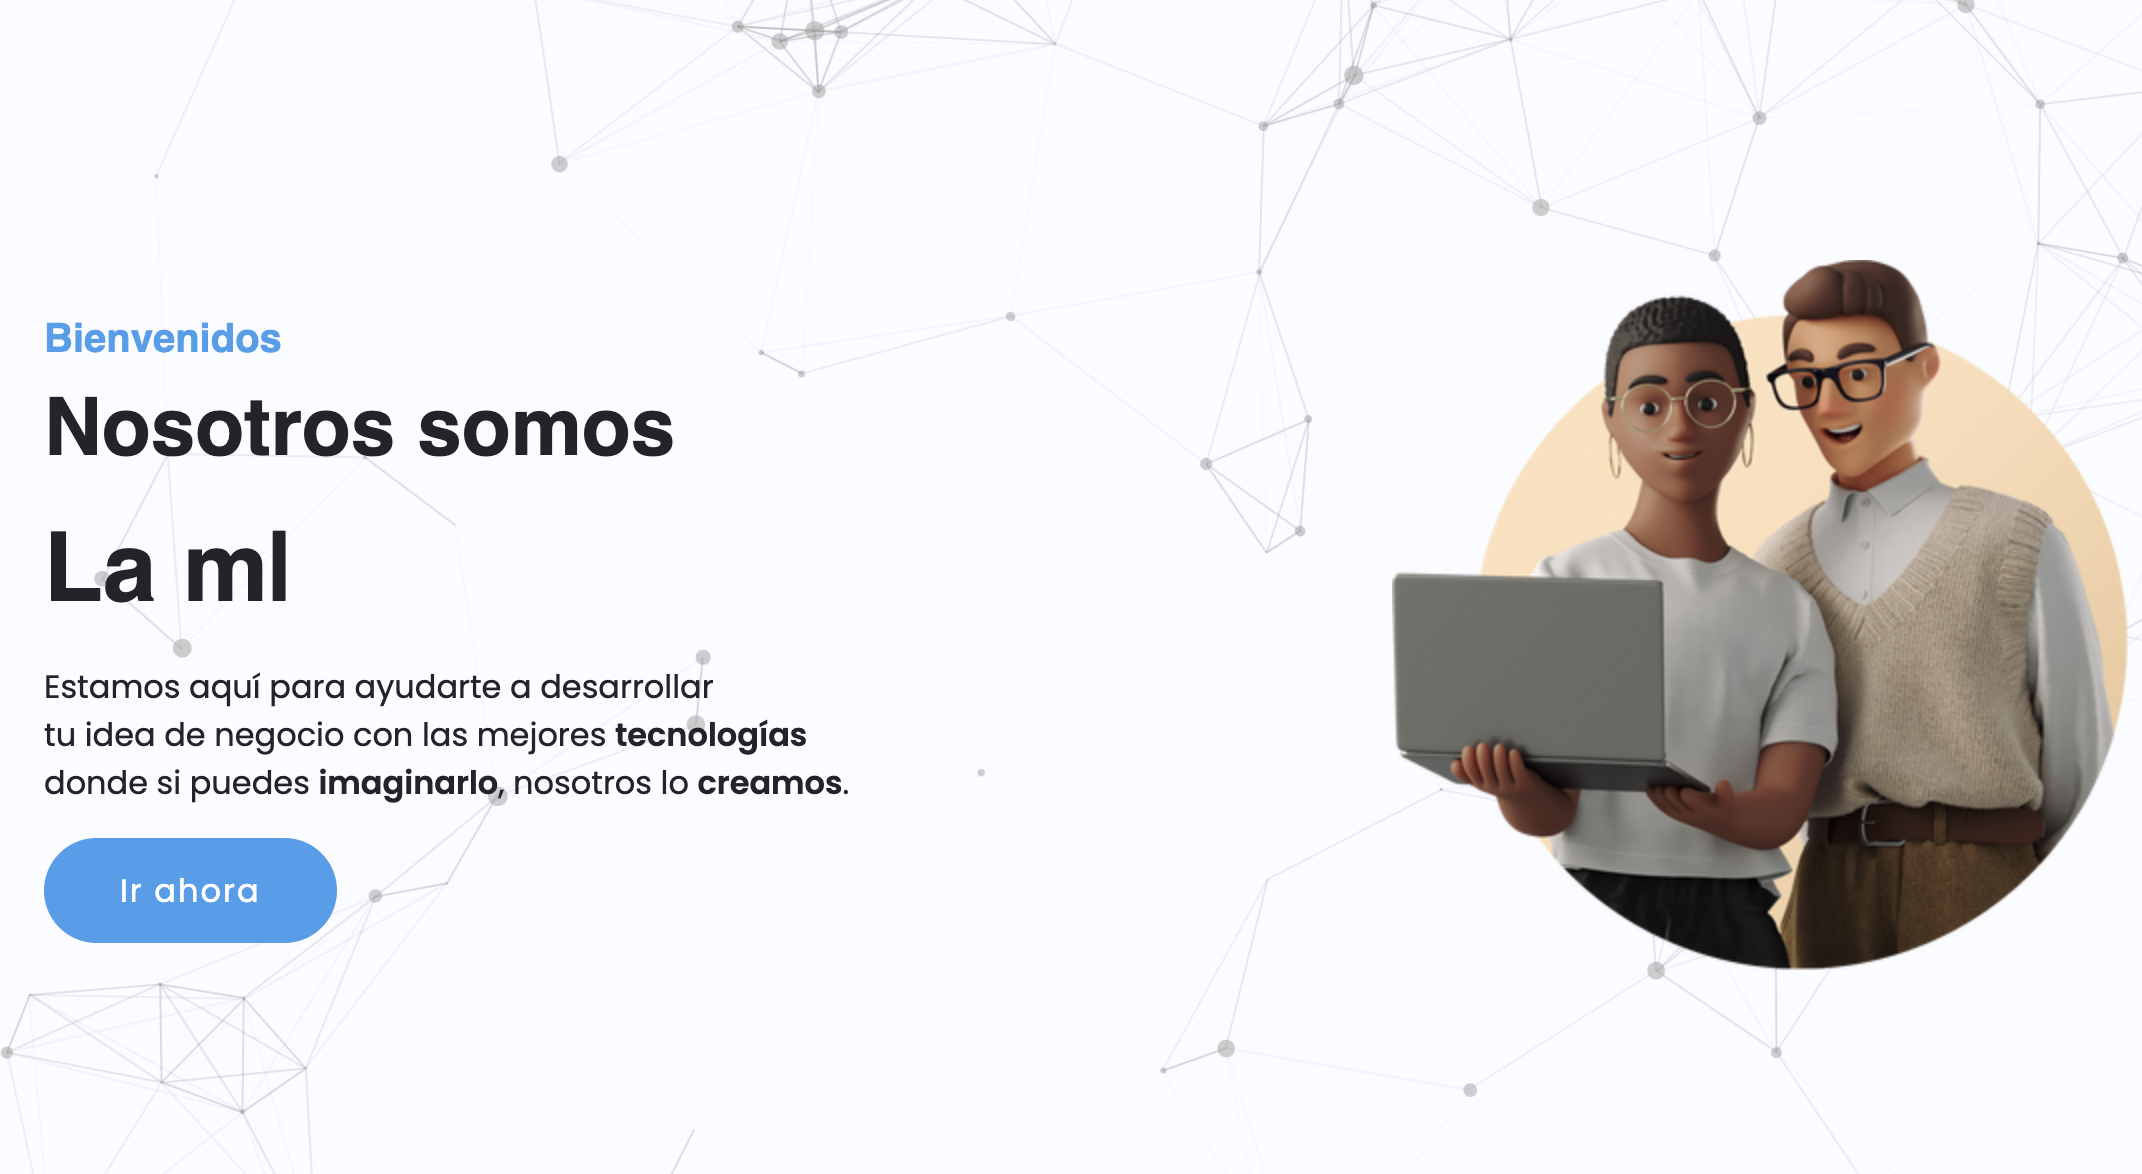 Bienvenidos
Nosotros somos
La ml
Estamos aquí para ayudarte a desarrollar
tu idea de negocio con las mejores tecnologías
donde si puedes imaginarlo, nosotros lo creamos.
Ir ahora